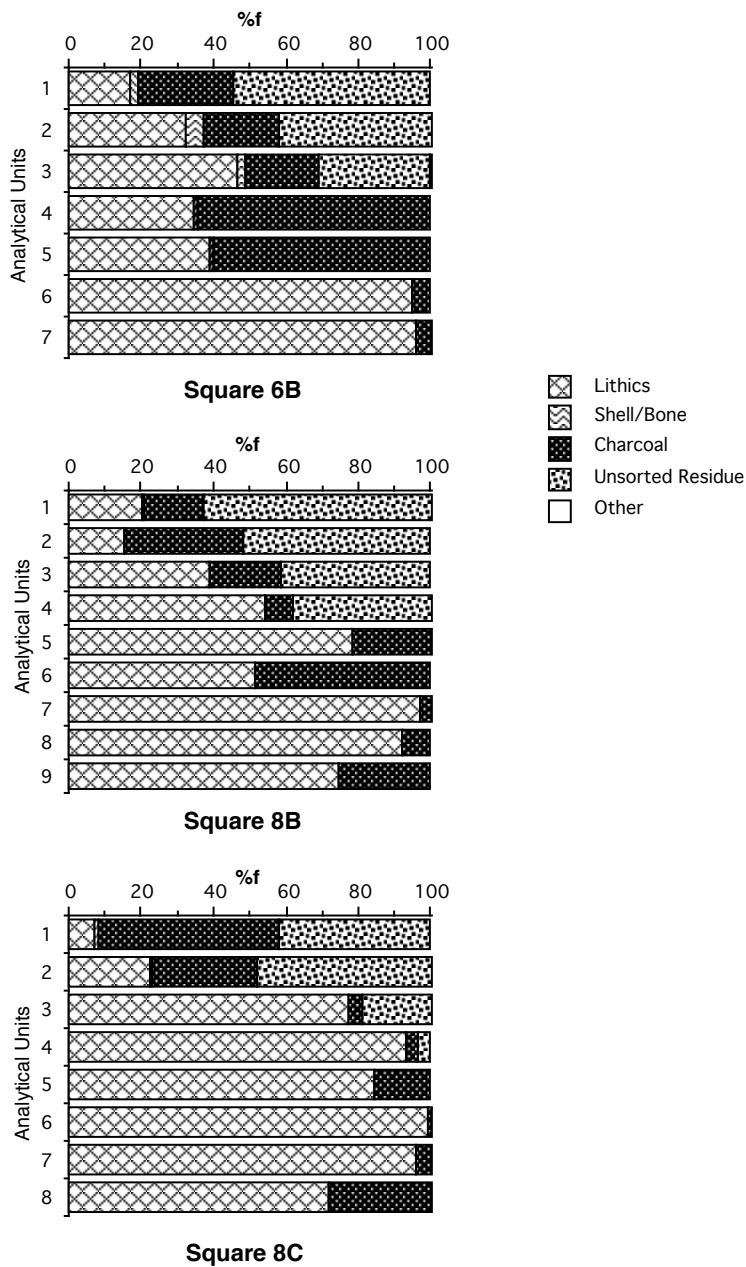 %f
0 20 40 60 80 100
Analytical Units
1
2
3
4
5
6
7
Square 6B
Lithics
Shell/Bone
Charcoal
Unsorted Residue
Other
%f
0 20 40 60 80 100
Analytical Units
1
2
3
4
5
6
7
8
9
Square 8B
%f
0 20 40 60 80 100
Analytical Units
1
2
3
4
5
6
7
8
Square 8C